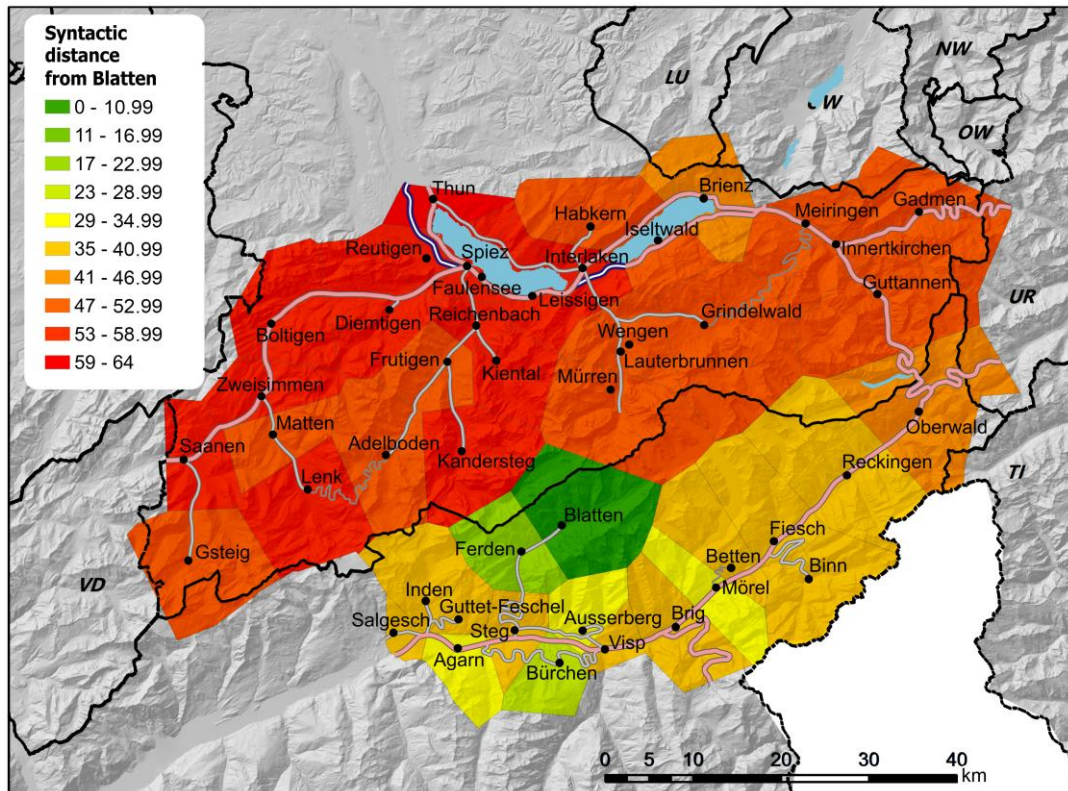 Syntactic
distance
from Blatten
0 - 10.99
11 - 16.99
17 - 22.99
23 - 28.99
29 - 34.99
35 - 40.99
41 - 46.99
47 - 52.99
53 - 58.99
59 - 64
LU
NW
OW
OW
UR
TI
VD
Thun
Brienz
Habkern
Iseltwald
Meiringen
Gadmen
Reutigen
Spiez
Interlaken
Innertkirchen
Faulensee
Leissigen
Guttannen
Diemtigen
Reichenbach
Boltigen
Wengen
Grindelwald
Frutigen
Kiental
Lauterbrunnen
Mürren
Zweisimmen
Matten
Oberwald
Saanen
Adelboden
Kandersteg
Reckingen
Lenk
Blatten
Fiesch
Gsteig
Ferden
Betten
Binn
Inden
Mörel
Guttet-Feschel
Salgesch
Steg
Ausserberg
Brig
Agarn
Visp
Bürchen
0 5 10 20 30 40
km